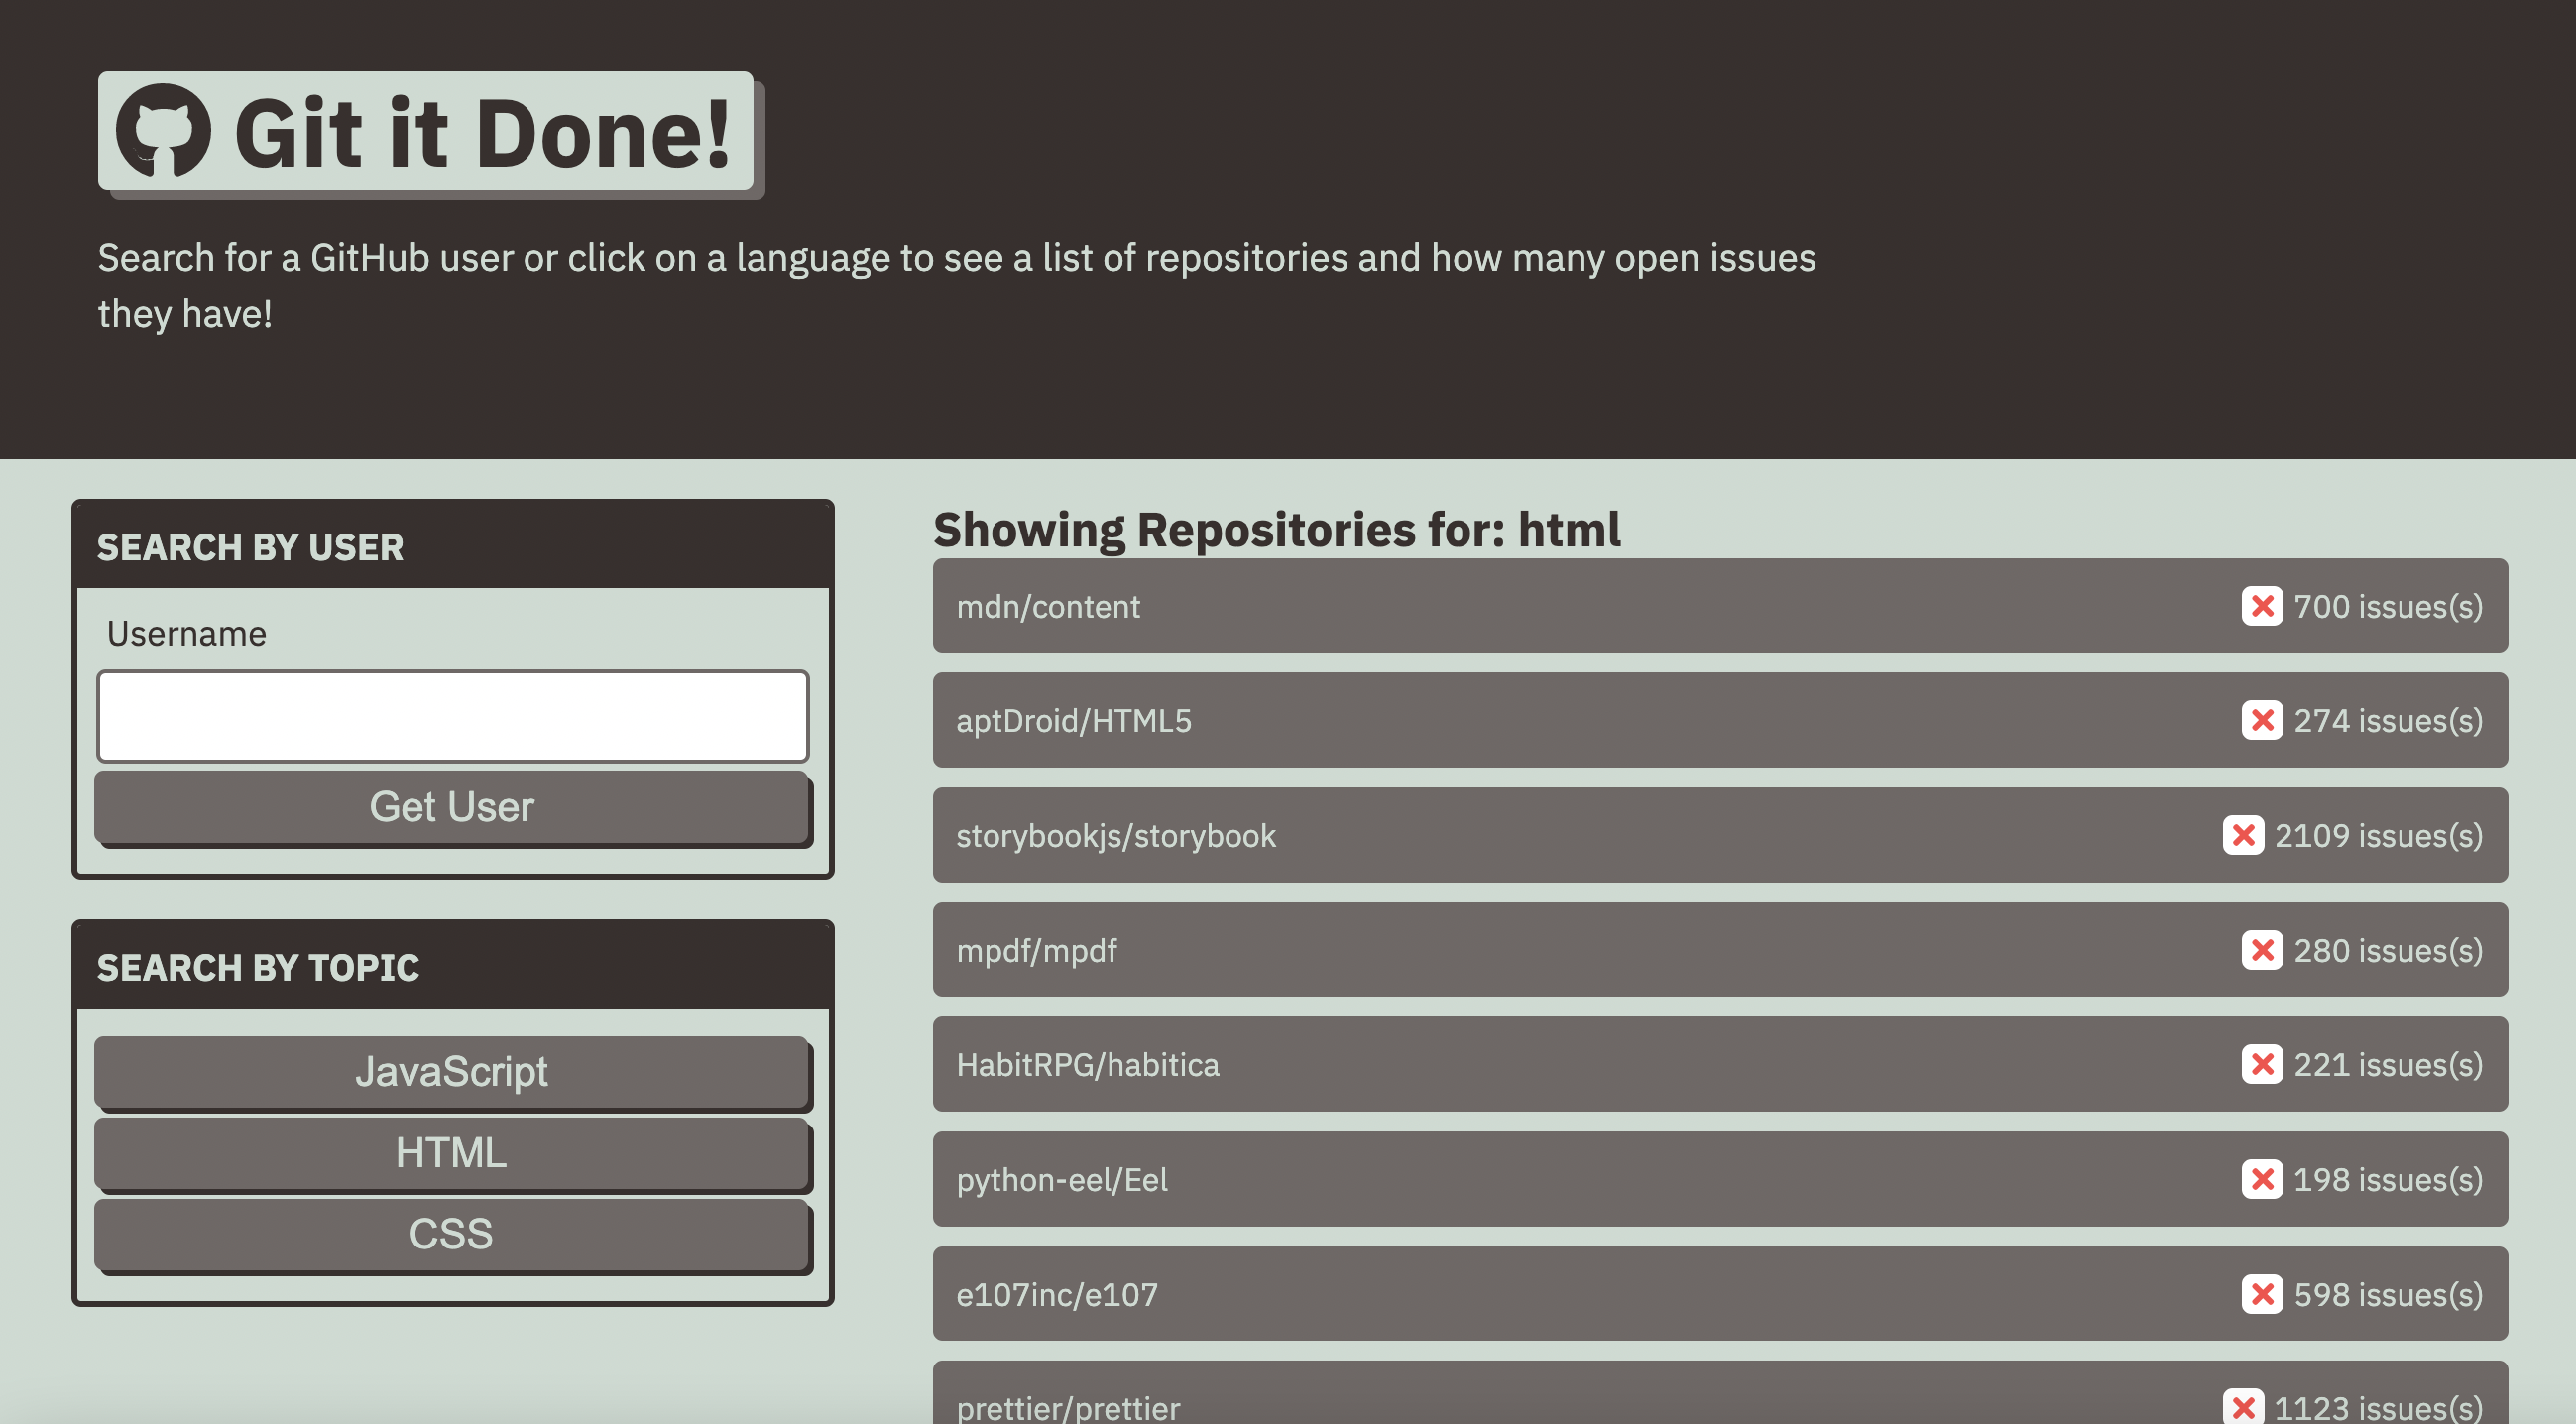 Git it Done!
Search for a GitHub user or click on a language to see a list of repositories and how many open issues
they have!
SEARCH BY USER
Username
Get User
SEARCH BY TOPIC
JavaScript
HTML
CSS
Showing Repositories for: html
mdn/content 700 issues(s)
aptDroid/HTML5 274 issues(s)
storybookjs/storybook 2109 issues(s)
mpdf/mpdf 280 issues(s)
HabitRPG/habitica 221 issues(s)
python-eel/Eel 198 issues(s)
e107inc/e107 598 issues(s)
prettier/prettier 1123 issues(s)